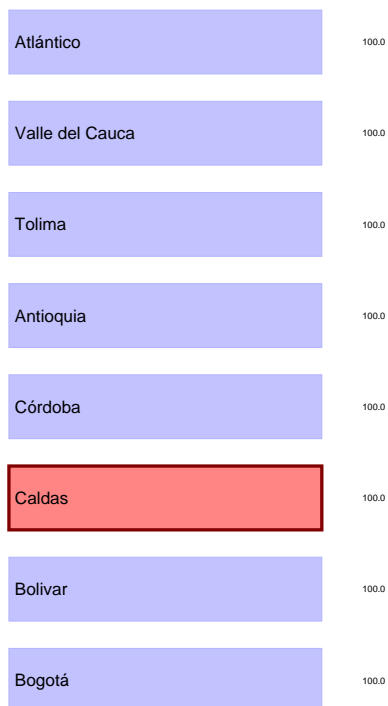 Atlántico 100.0
Valle del Cauca 100.0
Tolima 100.0
Antioquia 100.0
Córdoba 100.0
Caldas 100.0
Bolivar 100.0
Bogotá 100.0